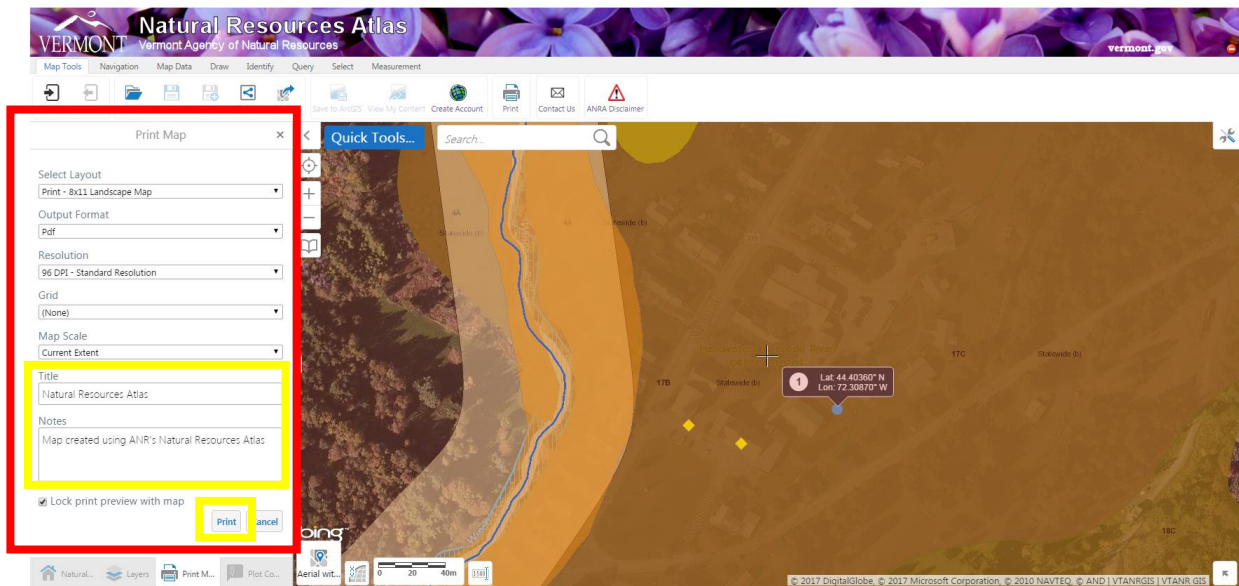 Natural Resources Atlas
VERMONT Vermont Agency of Natural Resources
vermont.gov
Map Tools Navigation Map Data Draw Identify Query Select Measurement
Save to ArcGIS View My Content Create Account Print Contact Us ANRA Disclaimer
Print Map ×
Select Layout
Print - 8x11 Landscape Map
Output Format
Pdf
Resolution
96 DPI - Standard Resolution
Grid
(None)
Map Scale
Current Extent
Title
Natural Resources Atlas
Notes
Map created using ANR's Natural Resources Atlas
Lock print preview with map
Print Cancel
Natural... Layers Print M... Plot Co...
Quick Tools... Search...
4A
Statewide (b)
4A Statewide (b)
17C Statewide (b)
17B Statewide (b)
1 Lat: 44.40360° N
Lon: 72.30870° W
18C
bing
Aerial wit... 0 20 40m
© 2017 DigitalGlobe, © 2017 Microsoft Corporation, © 2010 NAVTEQ, © AND | VTANRGIS | VTANR GIS